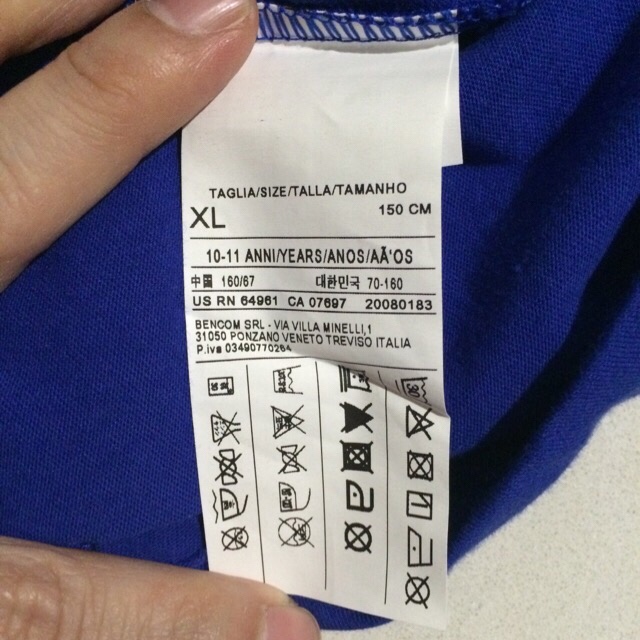 TAGLIA/SIZE/TALLA/TAMANHO
XL 150 CM
10-11 ANNI/YEARS/ANOS/AÃ'OS
中国 160/67 대한민국 70-160
US RN 64961 CA 07697 20080183
BENCOM SRL - VIA VILLA MINELLI,1
31050 PONZANO VENETO TREVISO ITALIA
P.iva 03490770264